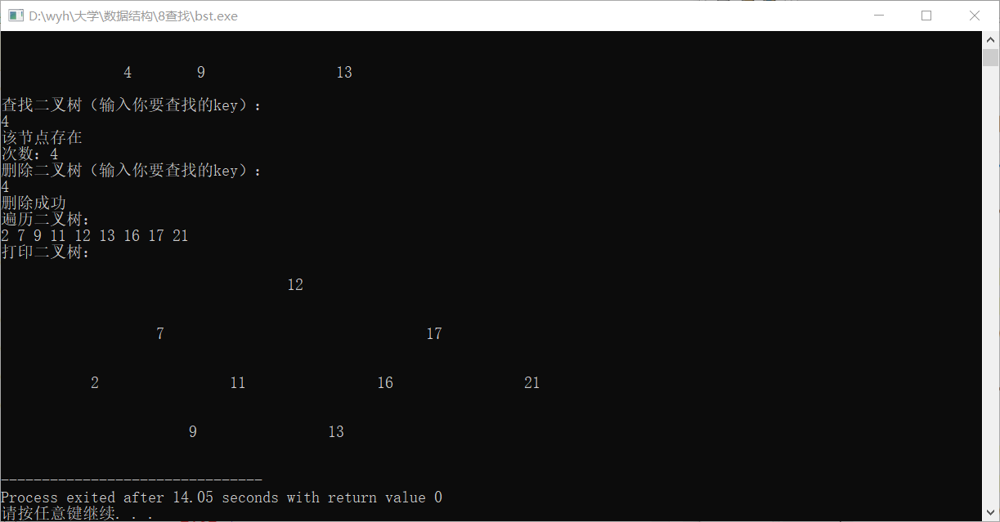 D:\wyh\大学\数据结构\8查找\bst.exe
4 9 13
查找二叉树（输入你要查找的key）：
4
该节点存在
次数：4
删除二叉树（输入你要查找的key）：
4
删除成功
遍历二叉树：
2 7 9 11 12 13 16 17 21
打印二叉树：
12
7 17
2 11 16 21
9 13
--------------------------------
Process exited after 14.05 seconds with return value 0
请按任意键继续. . .